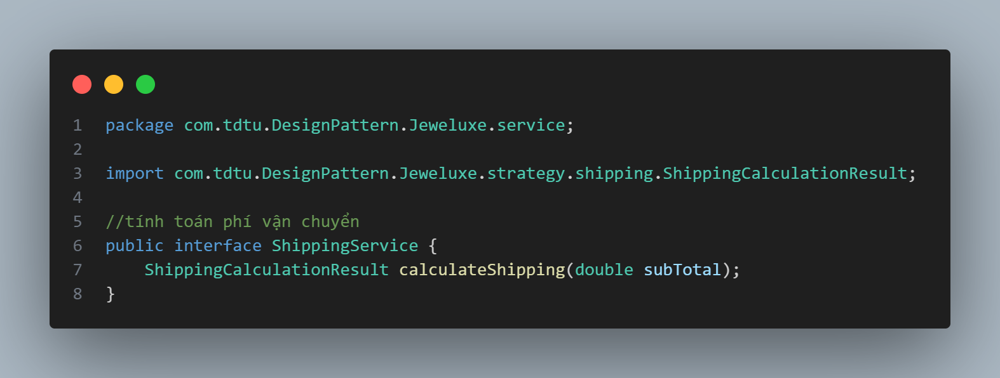 1 package com.tdtu.DesignPattern.Jeweluxe.service;
2
3 import com.tdtu.DesignPattern.Jeweluxe.strategy.shipping.ShippingCalculationResult;
4
5 //tính toán phí vận chuyển
6 public interface ShippingService {
7     ShippingCalculationResult calculateShipping(double subTotal);
8 }